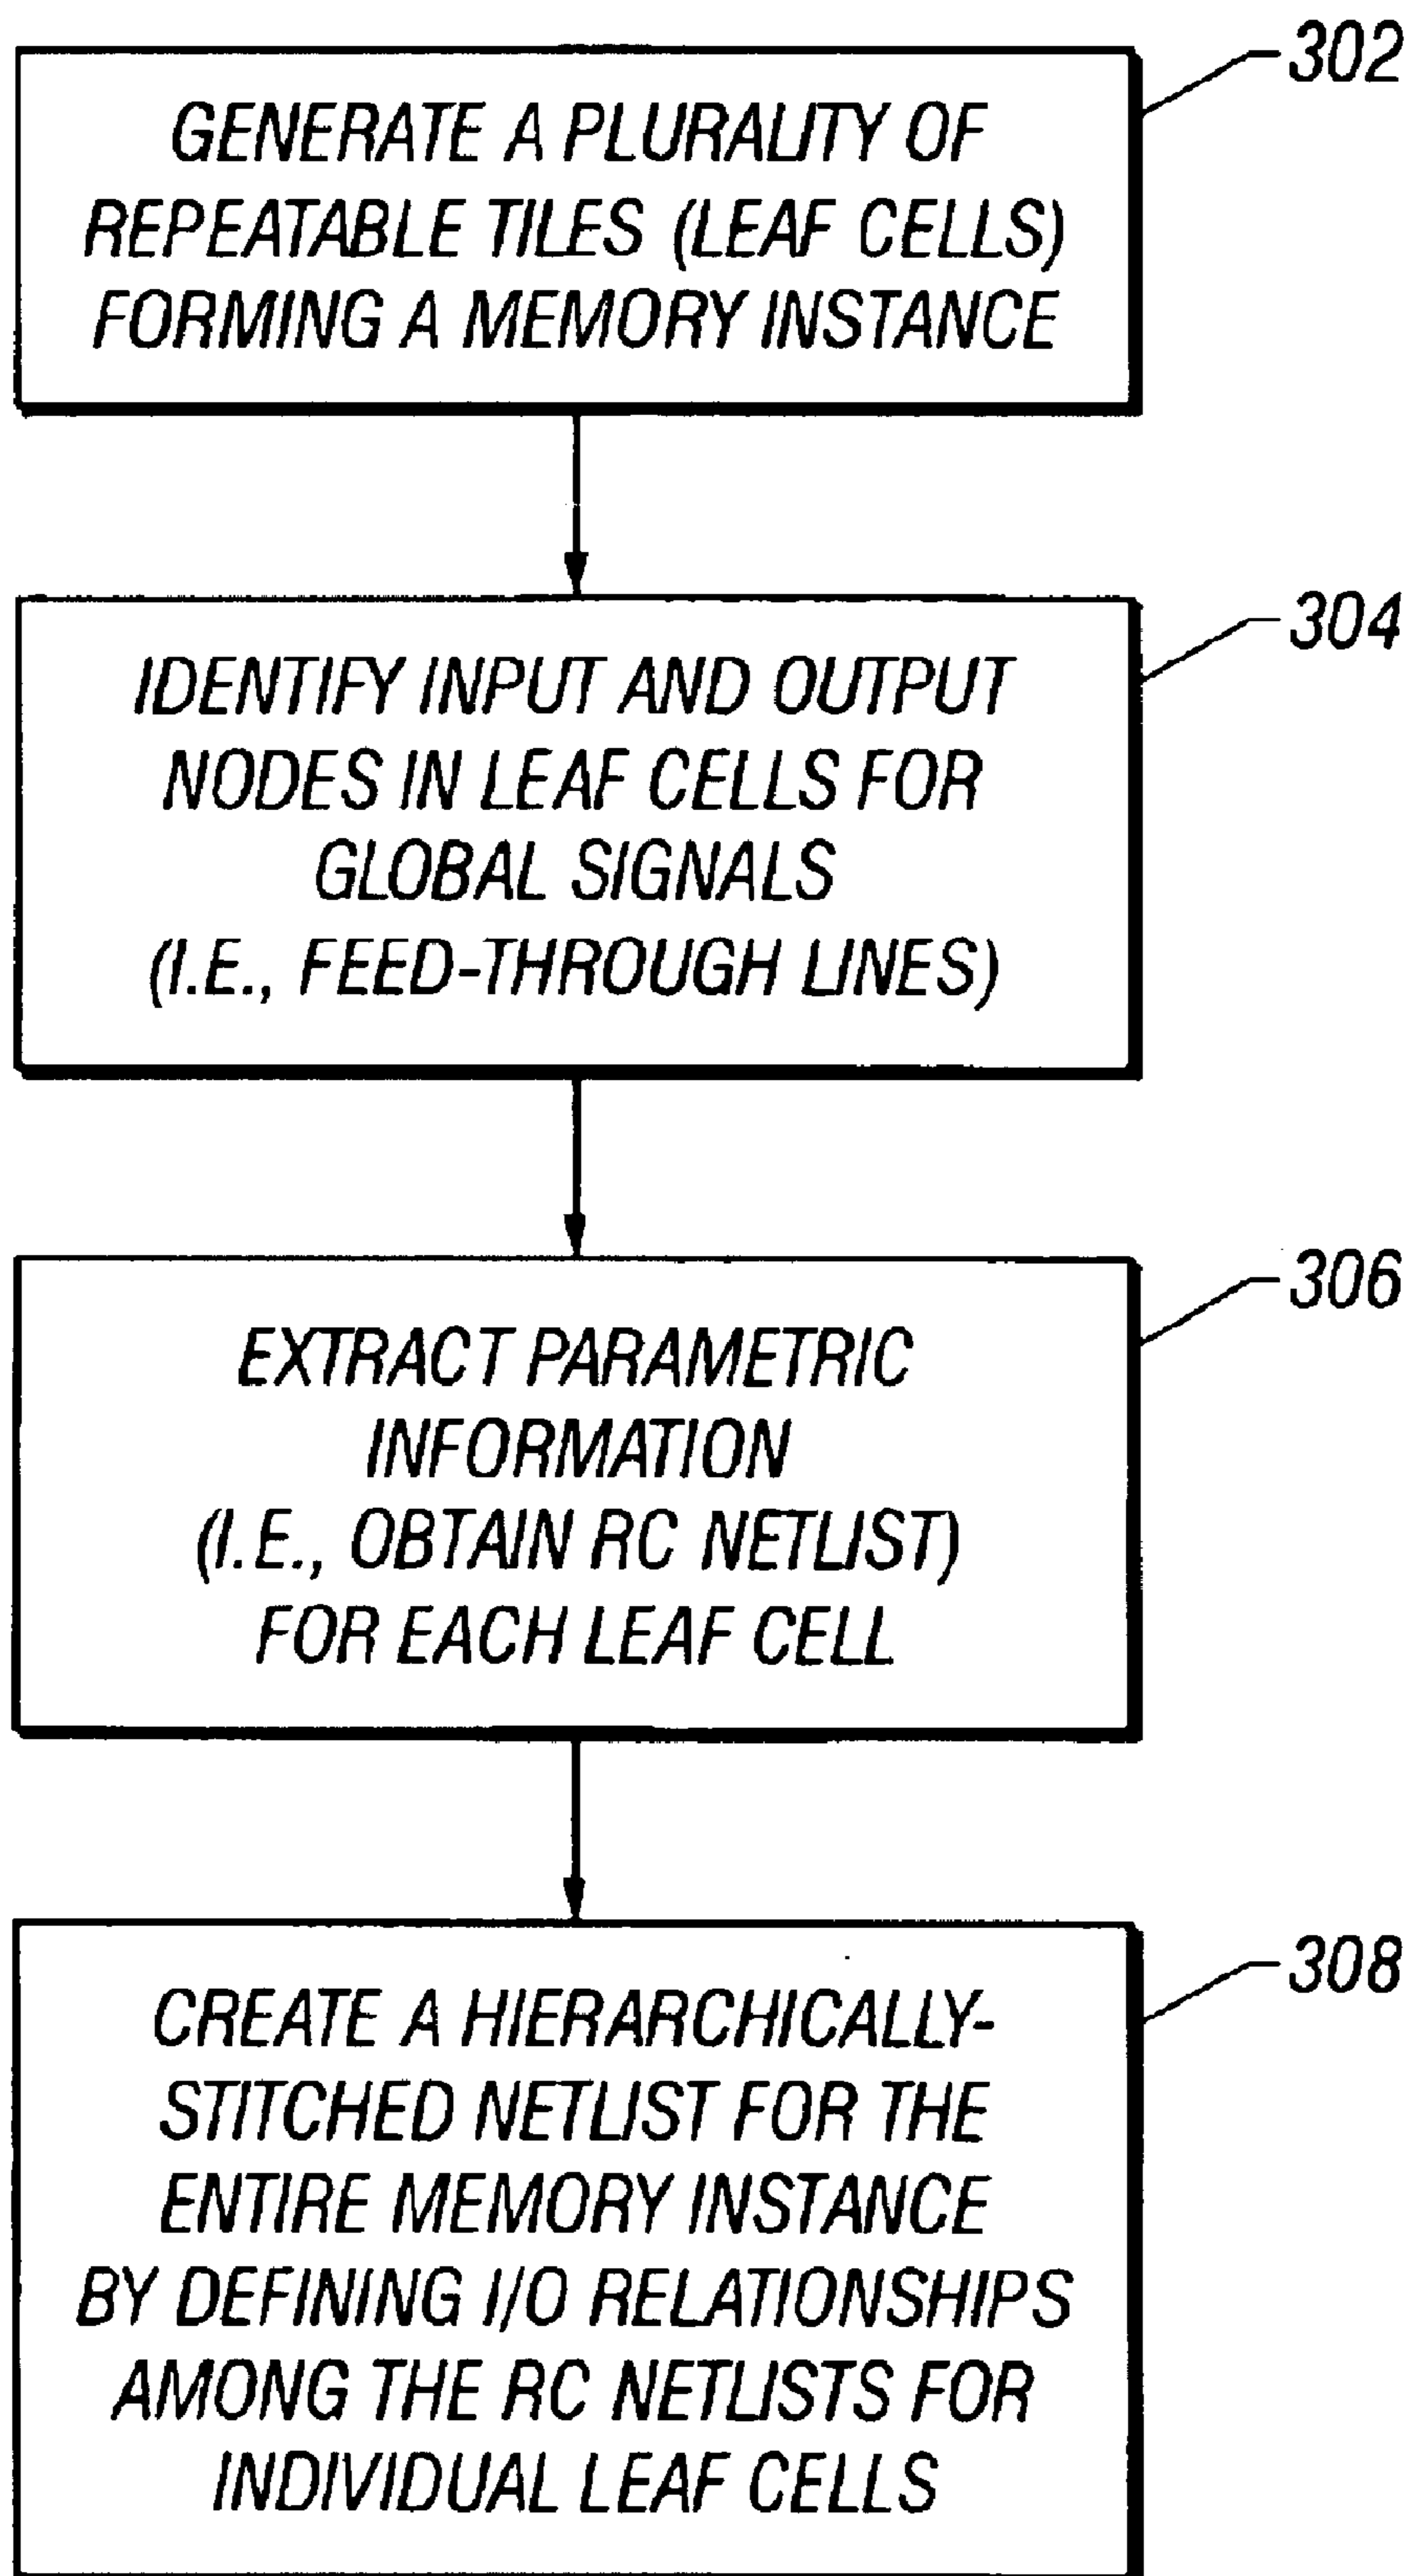 302
GENERATE A PLURALITY OF
REPEATABLE TILES (LEAF CELLS)
FORMING A MEMORY INSTANCE
304
IDENTIFY INPUT AND OUTPUT
NODES IN LEAF CELLS FOR
GLOBAL SIGNALS
(I.E., FEED-THROUGH LINES)
306
EXTRACT PARAMETRIC
INFORMATION
(I.E., OBTAIN RC NETLIST)
FOR EACH LEAF CELL
308
CREATE A HIERARCHICALLY-
STITCHED NETLIST FOR THE
ENTIRE MEMORY INSTANCE
BY DEFINING I/O RELATIONSHIPS
AMONG THE RC NETLISTS FOR
INDIVIDUAL LEAF CELLS